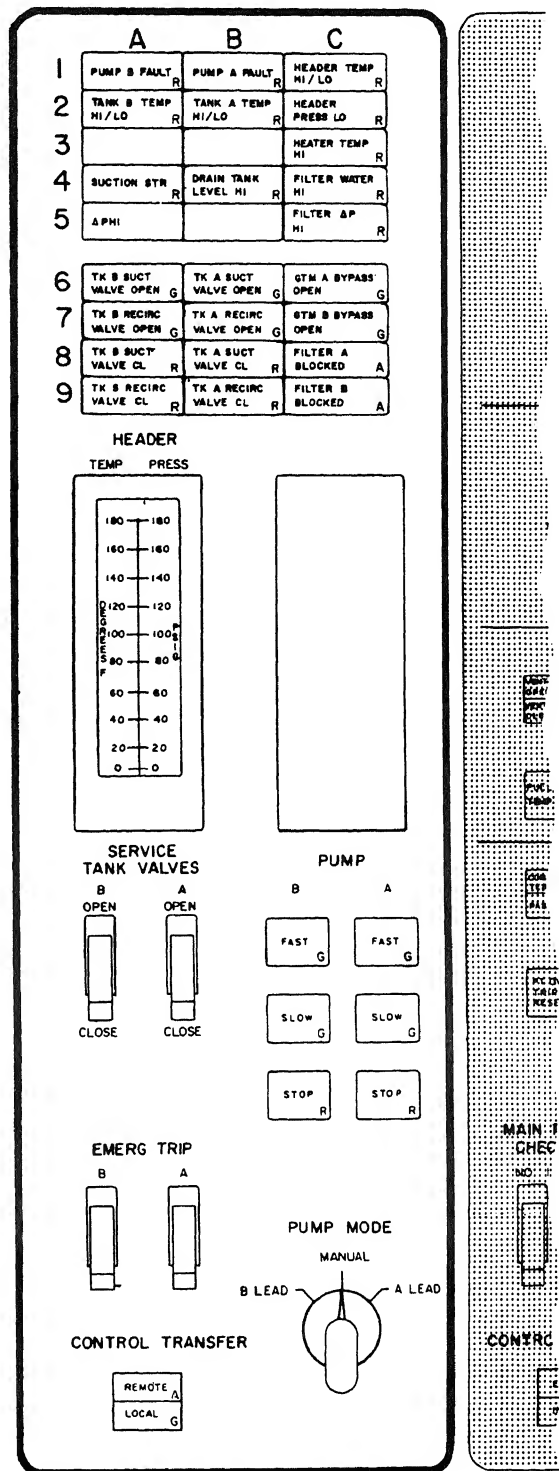 A B C
1 PUMP B FAULT R PUMP A FAULT R HEADER TEMP
HI / LO R
2 TANK B TEMP
HI/LO R TANK A TEMP
HI/LO R HEADER
PRESS LO R
3 HEATER TEMP
HI R
4 SUCTION STR R DRAIN TANK
LEVEL HI R FILTER WATER
HI R
5 ΔPHI FILTER ΔP
HI R
6 TK B SUCT
VALVE OPEN G TK A SUCT
VALVE OPEN G GTM A BYPASS
OPEN G
7 TK B RECIRC
VALVE OPEN G TK A RECIRC
VALVE OPEN G GTM B BYPASS
OPEN G
8 TK B SUCT
VALVE CL R TK A SUCT
VALVE CL R FILTER A
BLOCKED A
9 TK B RECIRC
VALVE CL R TK A RECIRC
VALVE CL R FILTER B
BLOCKED A
HEADER
TEMP PRESS
180 180
160 160
140 140
120 120
100 100
80 80
60 60
40 40
20 20
0 0
DEGREES F
PSIG
SERVICE
TANK VALVES
B A
OPEN OPEN
CLOSE CLOSE
PUMP
B A
FAST G FAST G
SLOW G SLOW G
STOP R STOP R
EMERG TRIP
B A
PUMP MODE
MANUAL
B LEAD A LEAD
CONTROL TRANSFER
REMOTE A
LOCAL G
FUEL
TEMP
MAIN
CHEC
NO
CONTRO